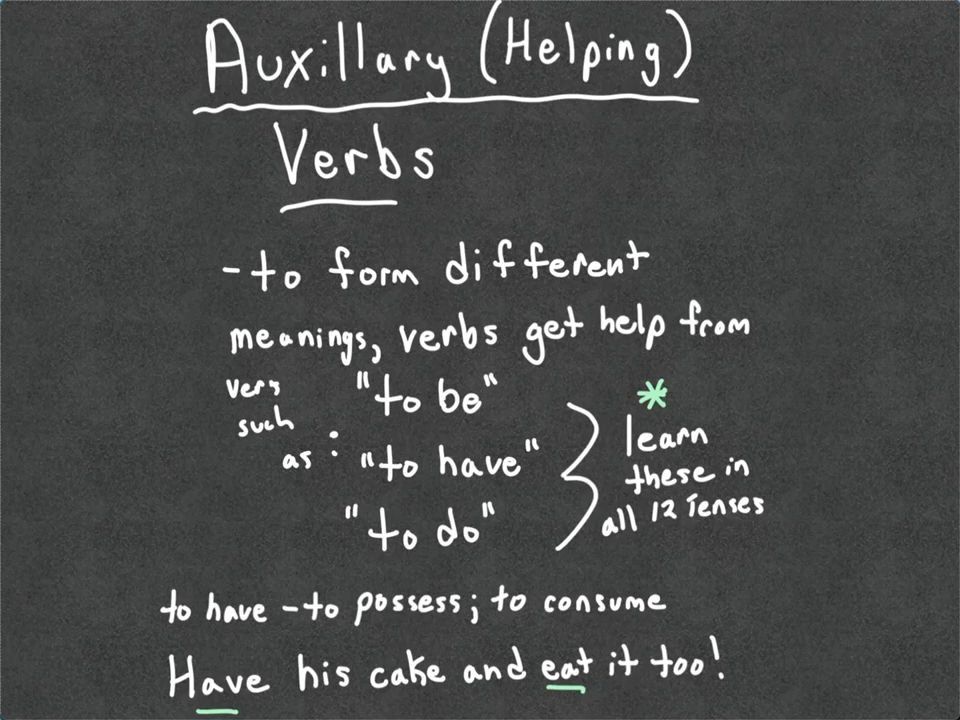 Auxillary (Helping)
Verbs
-to form different
meanings, verbs get help from
vers
such
as :
"to be"
"to have"
"to do"
*
learn
these in
all 12 Tenses
to have - to possess; to consume
Have his cake and eat it too!